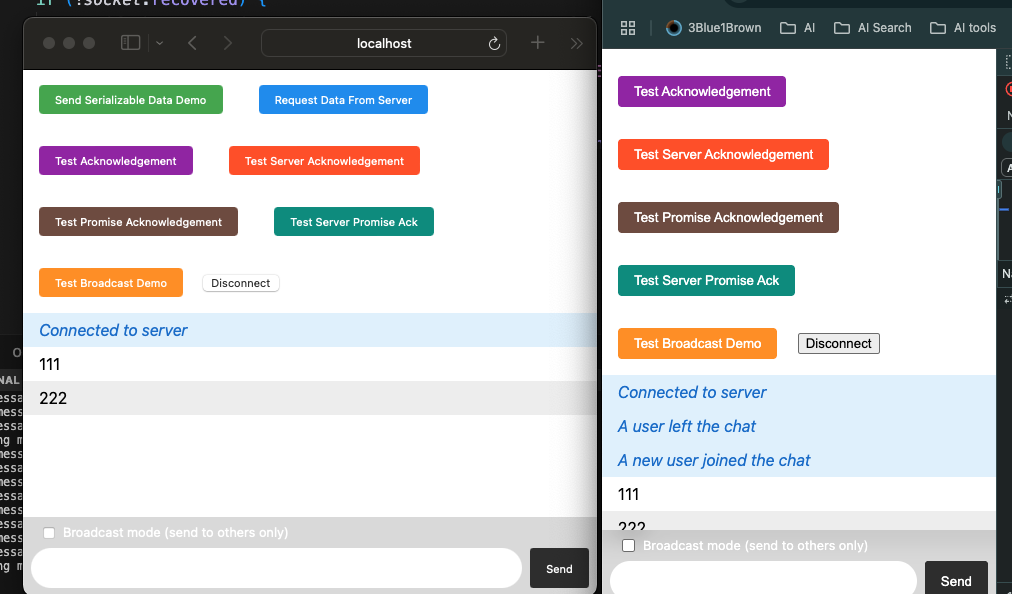 if (!socket.recovered) {
localhost
Send Serializable Data Demo
Request Data From Server
Test Acknowledgement
Test Server Acknowledgement
Test Promise Acknowledgement
Test Server Promise Ack
Test Broadcast Demo
Disconnect
Connected to server
111
222
Broadcast mode (send to others only)
Send
3Blue1Brown
AI
AI Search
AI tools
Test Acknowledgement
Test Server Acknowledgement
Test Promise Acknowledgement
Test Server Promise Ack
Test Broadcast Demo
Disconnect
Connected to server
A user left the chat
A new user joined the chat
111
222
Broadcast mode (send to others only)
Send